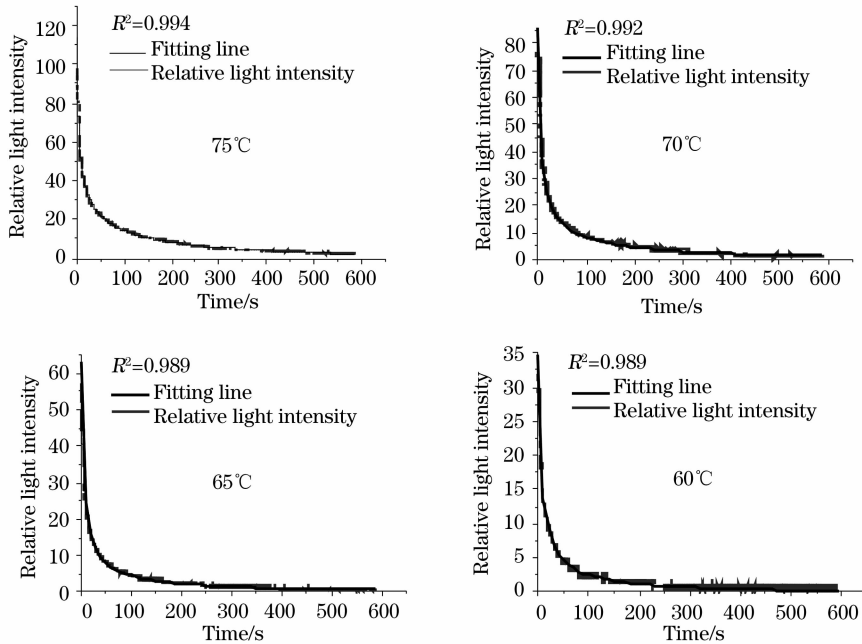 R²=0.994
Fitting line
Relative light intensity
75℃
Relative light intensity
120
100
80
60
40
20
0
0 100 200 300 400 500 600
Time/s
R²=0.992
Fitting line
Relative light intensity
70℃
Relative light intensity
80
70
60
50
40
30
20
10
0
0 100 200 300 400 500 600
Time/s
R²=0.989
Fitting line
Relative light intensity
65℃
Relative light intensity
60
50
40
30
20
10
0
0 100 200 300 400 500 600
Time/s
R²=0.989
Fitting line
Relative light intensity
60℃
Relative light intensity
35
30
25
20
15
10
5
0
0 100 200 300 400 500 600
Time/s